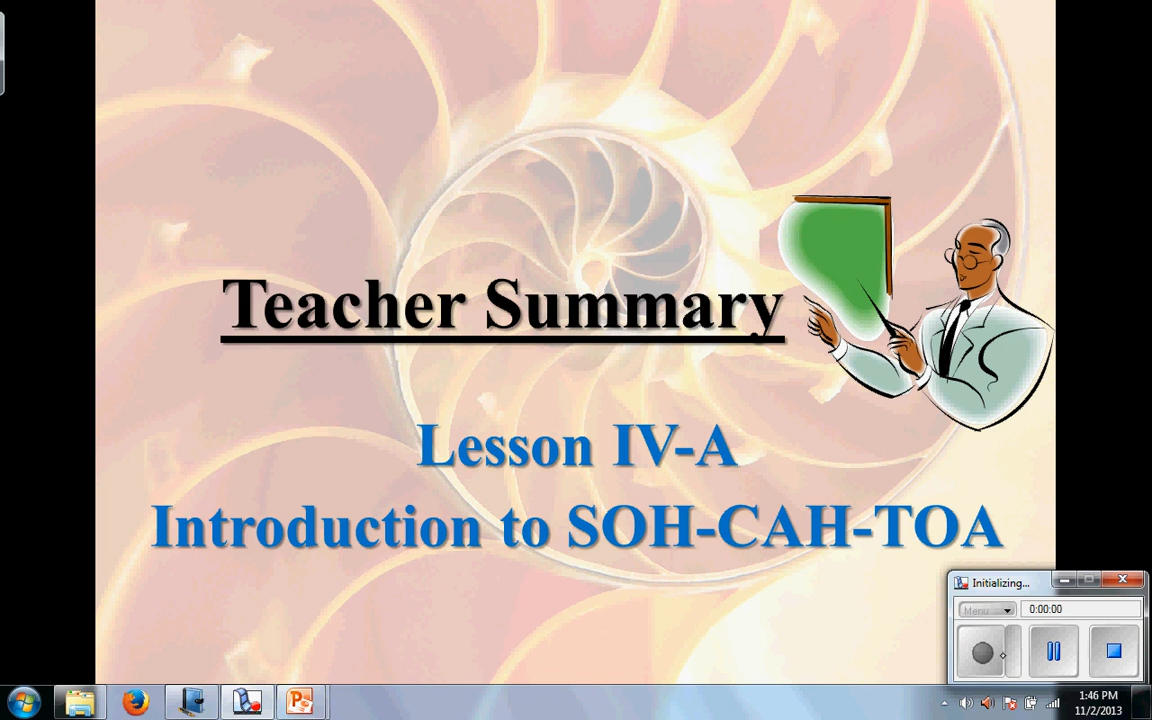 Teacher Summary
Lesson IV-A
Introduction to SOH-CAH-TOA
Initializing...
Menu
0:00:00
1:46 PM
11/2/2013